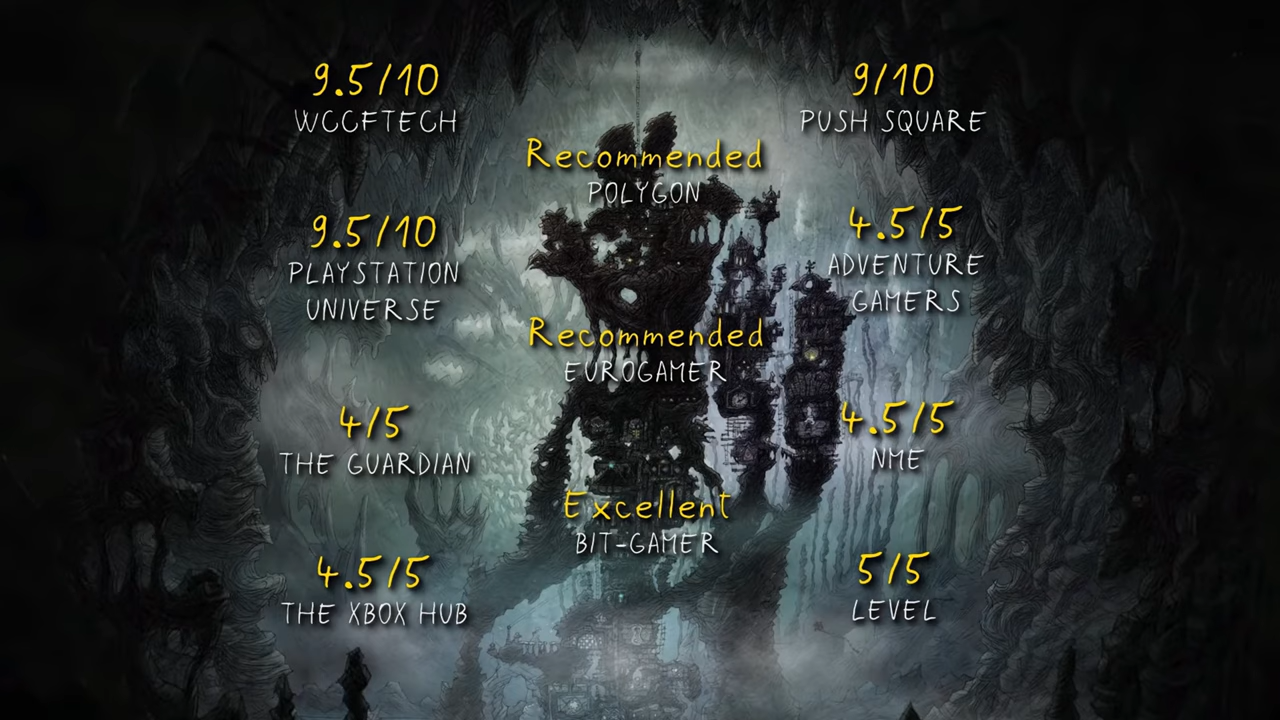 9.5/10
WCCFTECH
9.5/10
PLAYSTATION
UNIVERSE
4/5
THE GUARDIAN
4.5/5
THE XBOX HUB
Recommended
POLYGON
Recommended
EUROGAMER
Excellent
BIT-GAMER
9/10
PUSH SQUARE
4.5/5
ADVENTURE
GAMERS
4.5/5
NME
5/5
LEVEL